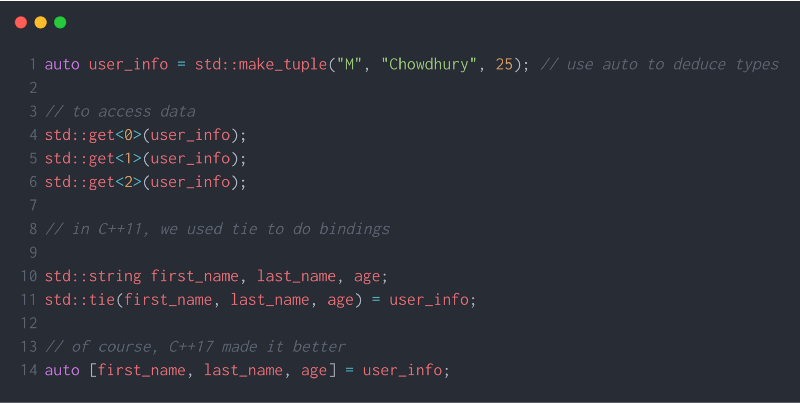 1 auto user_info = std::make_tuple("M", "Chowdhury", 25); // use auto to deduce types
2
3 // to access data
4 std::get<0>(user_info);
5 std::get<1>(user_info);
6 std::get<2>(user_info);
7
8 // in C++11, we used tie to do bindings
9
10 std::string first_name, last_name, age;
11 std::tie(first_name, last_name, age) = user_info;
12
13 // of course, C++17 made it better
14 auto [first_name, last_name, age] = user_info;